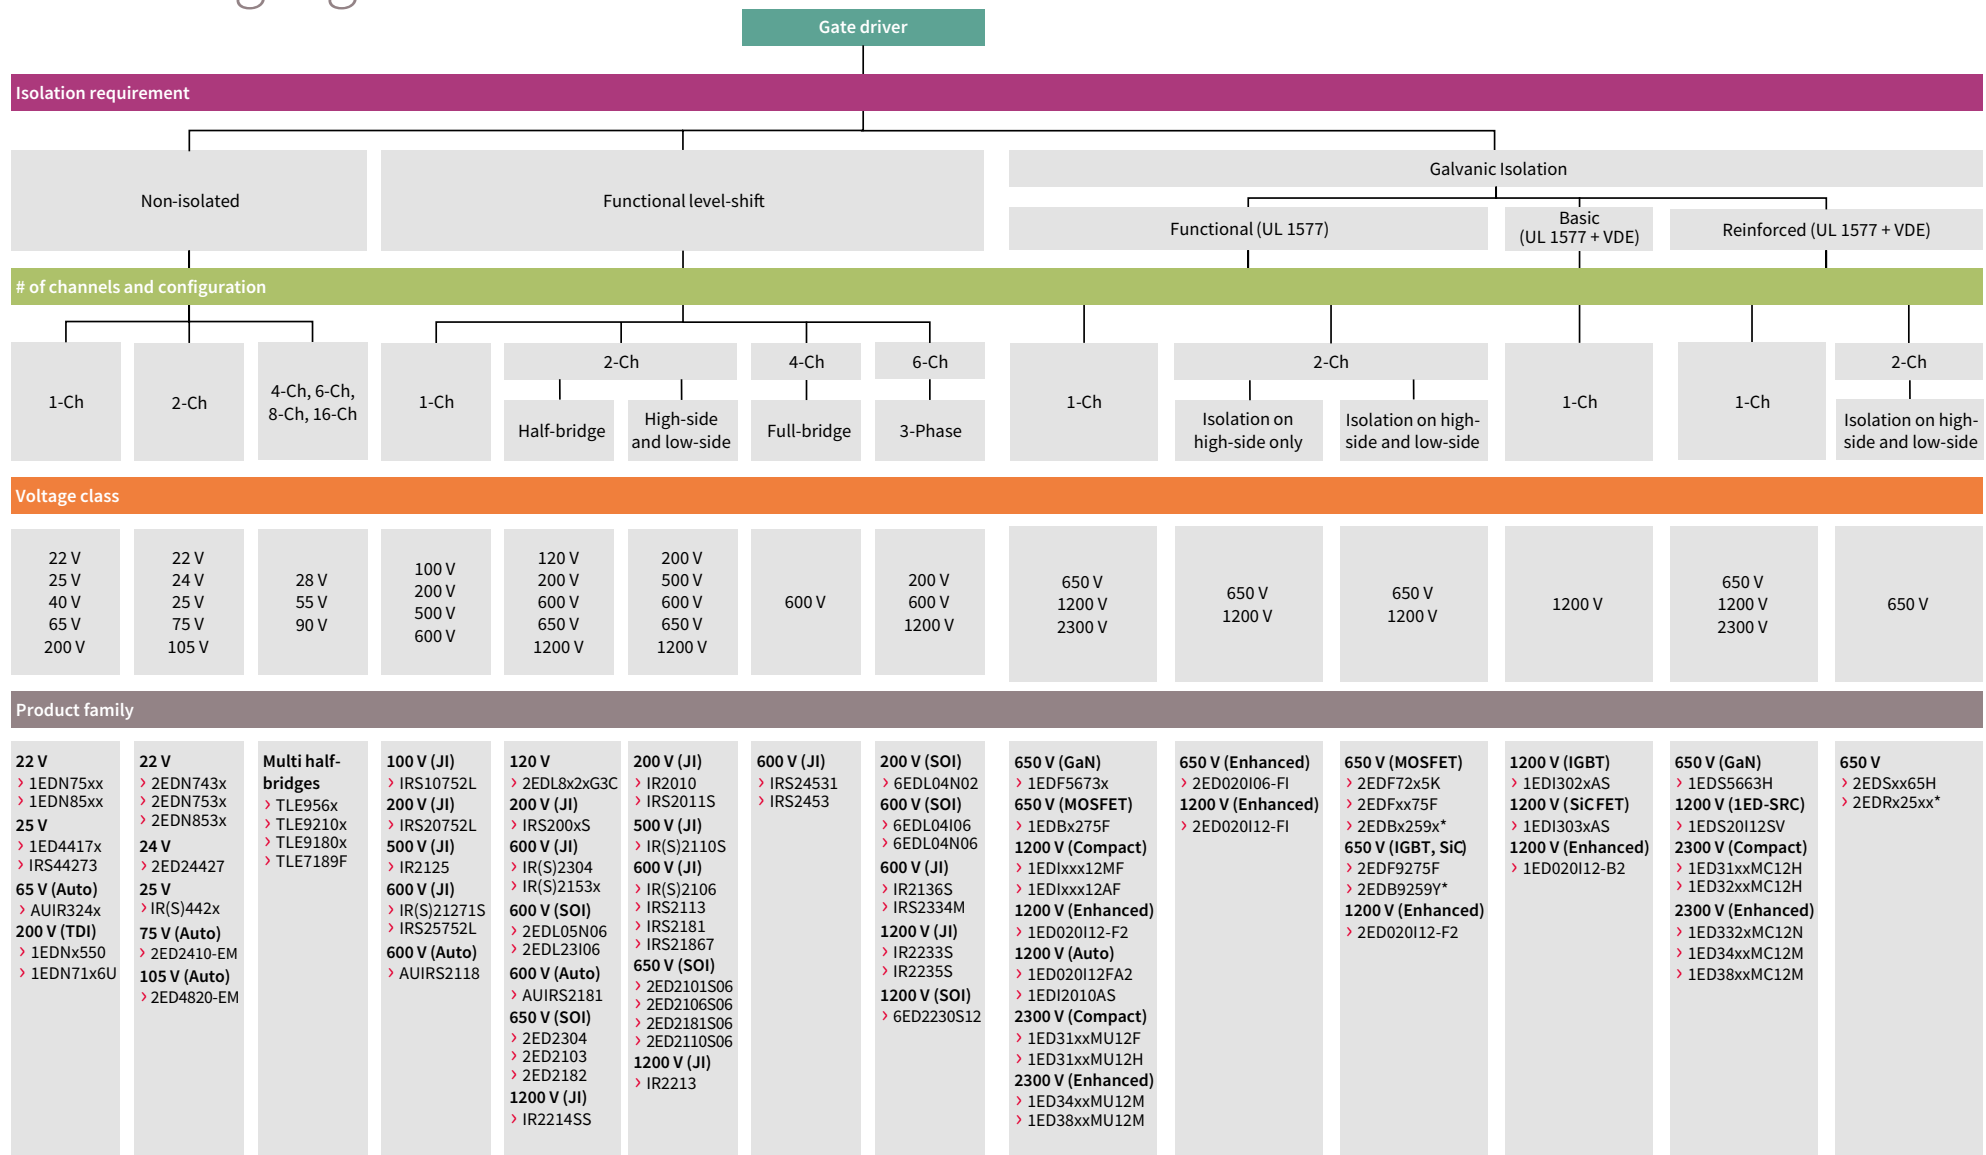 Gate driver
Isolation requirement
Non-isolated
Functional level-shift
Galvanic Isolation
Functional (UL 1577)
Basic
(UL 1577 + VDE)
Reinforced (UL 1577 + VDE)
# of channels and configuration
1-Ch
2-Ch
4-Ch, 6-Ch,
8-Ch, 16-Ch
1-Ch
2-Ch
Half-bridge
High-side
and low-side
4-Ch
Full-bridge
6-Ch
3-Phase
1-Ch
2-Ch
Isolation on
high-side only
Isolation on high-
side and low-side
1-Ch
1-Ch
2-Ch
Isolation on high-
side and low-side
Voltage class
22 V
25 V
40 V
65 V
200 V
22 V
24 V
25 V
75 V
105 V
28 V
55 V
90 V
100 V
200 V
500 V
600 V
120 V
200 V
600 V
650 V
1200 V
200 V
500 V
600 V
650 V
1200 V
600 V
200 V
600 V
1200 V
650 V
1200 V
2300 V
650 V
1200 V
650 V
1200 V
1200 V
650 V
1200 V
2300 V
650 V
Product family
22 V
› 1EDN75xx
› 1EDN85xx
25 V
› 1ED4417x
› IRS44273
65 V (Auto)
› AUIR324x
200 V (TDI)
› 1EDNx550
› 1EDN71x6U
22 V
› 2EDN743x
› 2EDN753x
› 2EDN853x
24 V
› 2ED24427
25 V
› IR(S)442x
75 V (Auto)
› 2ED2410-EM
105 V (Auto)
› 2ED4820-EM
Multi half-
bridges
› TLE956x
› TLE9210x
› TLE9180x
› TLE7189F
100 V (JI)
› IRS10752L
200 V (JI)
› IRS20752L
500 V (JI)
› IR2125
600 V (JI)
› IR(S)21271S
› IRS25752L
600 V (Auto)
› AUIRS2118
120 V
› 2EDL8x2xG3C
200 V (JI)
› IRS200xS
600 V (JI)
› IR(S)2304
› IR(S)2153x
600 V (SOI)
› 2EDL05N06
› 2EDL23I06
600 V (Auto)
› AUIRS2181
650 V (SOI)
› 2ED2304
› 2ED2103
› 2ED2182
1200 V (JI)
› IR2214SS
200 V (JI)
› IR2010
› IRS2011S
500 V (JI)
› IR(S)2110S
600 V (JI)
› IR(S)2106
› IRS2113
› IRS2181
› IRS21867
650 V (SOI)
› 2ED2101S06
› 2ED2106S06
› 2ED2181S06
› 2ED2110S06
1200 V (JI)
› IR2213
600 V (JI)
› IRS24531
› IRS2453
200 V (SOI)
› 6EDL04N02
600 V (SOI)
› 6EDL04I06
› 6EDL04N06
600 V (JI)
› IR2136S
› IRS2334M
1200 V (JI)
› IR2233S
› IR2235S
1200 V (SOI)
› 6ED2230S12
650 V (GaN)
› 1EDF5673x
650 V (MOSFET)
› 1EDBx275F
1200 V (Compact)
› 1EDIxxx12MF
› 1EDIxxx12AF
1200 V (Enhanced)
› 1ED020I12-F2
1200 V (Auto)
› 1ED020I12FA2
› 1EDI2010AS
2300 V (Compact)
› 1ED31xxMU12F
› 1ED31xxMU12H
2300 V (Enhanced)
› 1ED34xxMU12M
› 1ED38xxMU12M
650 V (Enhanced)
› 2ED020I06-FI
1200 V (Enhanced)
› 2ED020I12-FI
650 V (MOSFET)
› 2EDF72x5K
› 2EDFxx75F
› 2EDBx259x*
650 V (IGBT, SiC)
› 2EDF9275F
› 2EDB9259Y*
1200 V (Enhanced)
› 2ED020I12-F2
1200 V (IGBT)
› 1EDI302xAS
1200 V (SiC FET)
› 1EDI303xAS
1200 V (Enhanced)
› 1ED020I12-B2
650 V (GaN)
› 1EDS5663H
1200 V (1ED-SRC)
› 1EDS20I12SV
2300 V (Compact)
› 1ED31xxMC12H
› 1ED32xxMC12H
2300 V (Enhanced)
› 1ED332xMC12N
› 1ED34xxMC12M
› 1ED38xxMC12M
650 V
› 2EDSxx65H
› 2EDRx25xx*